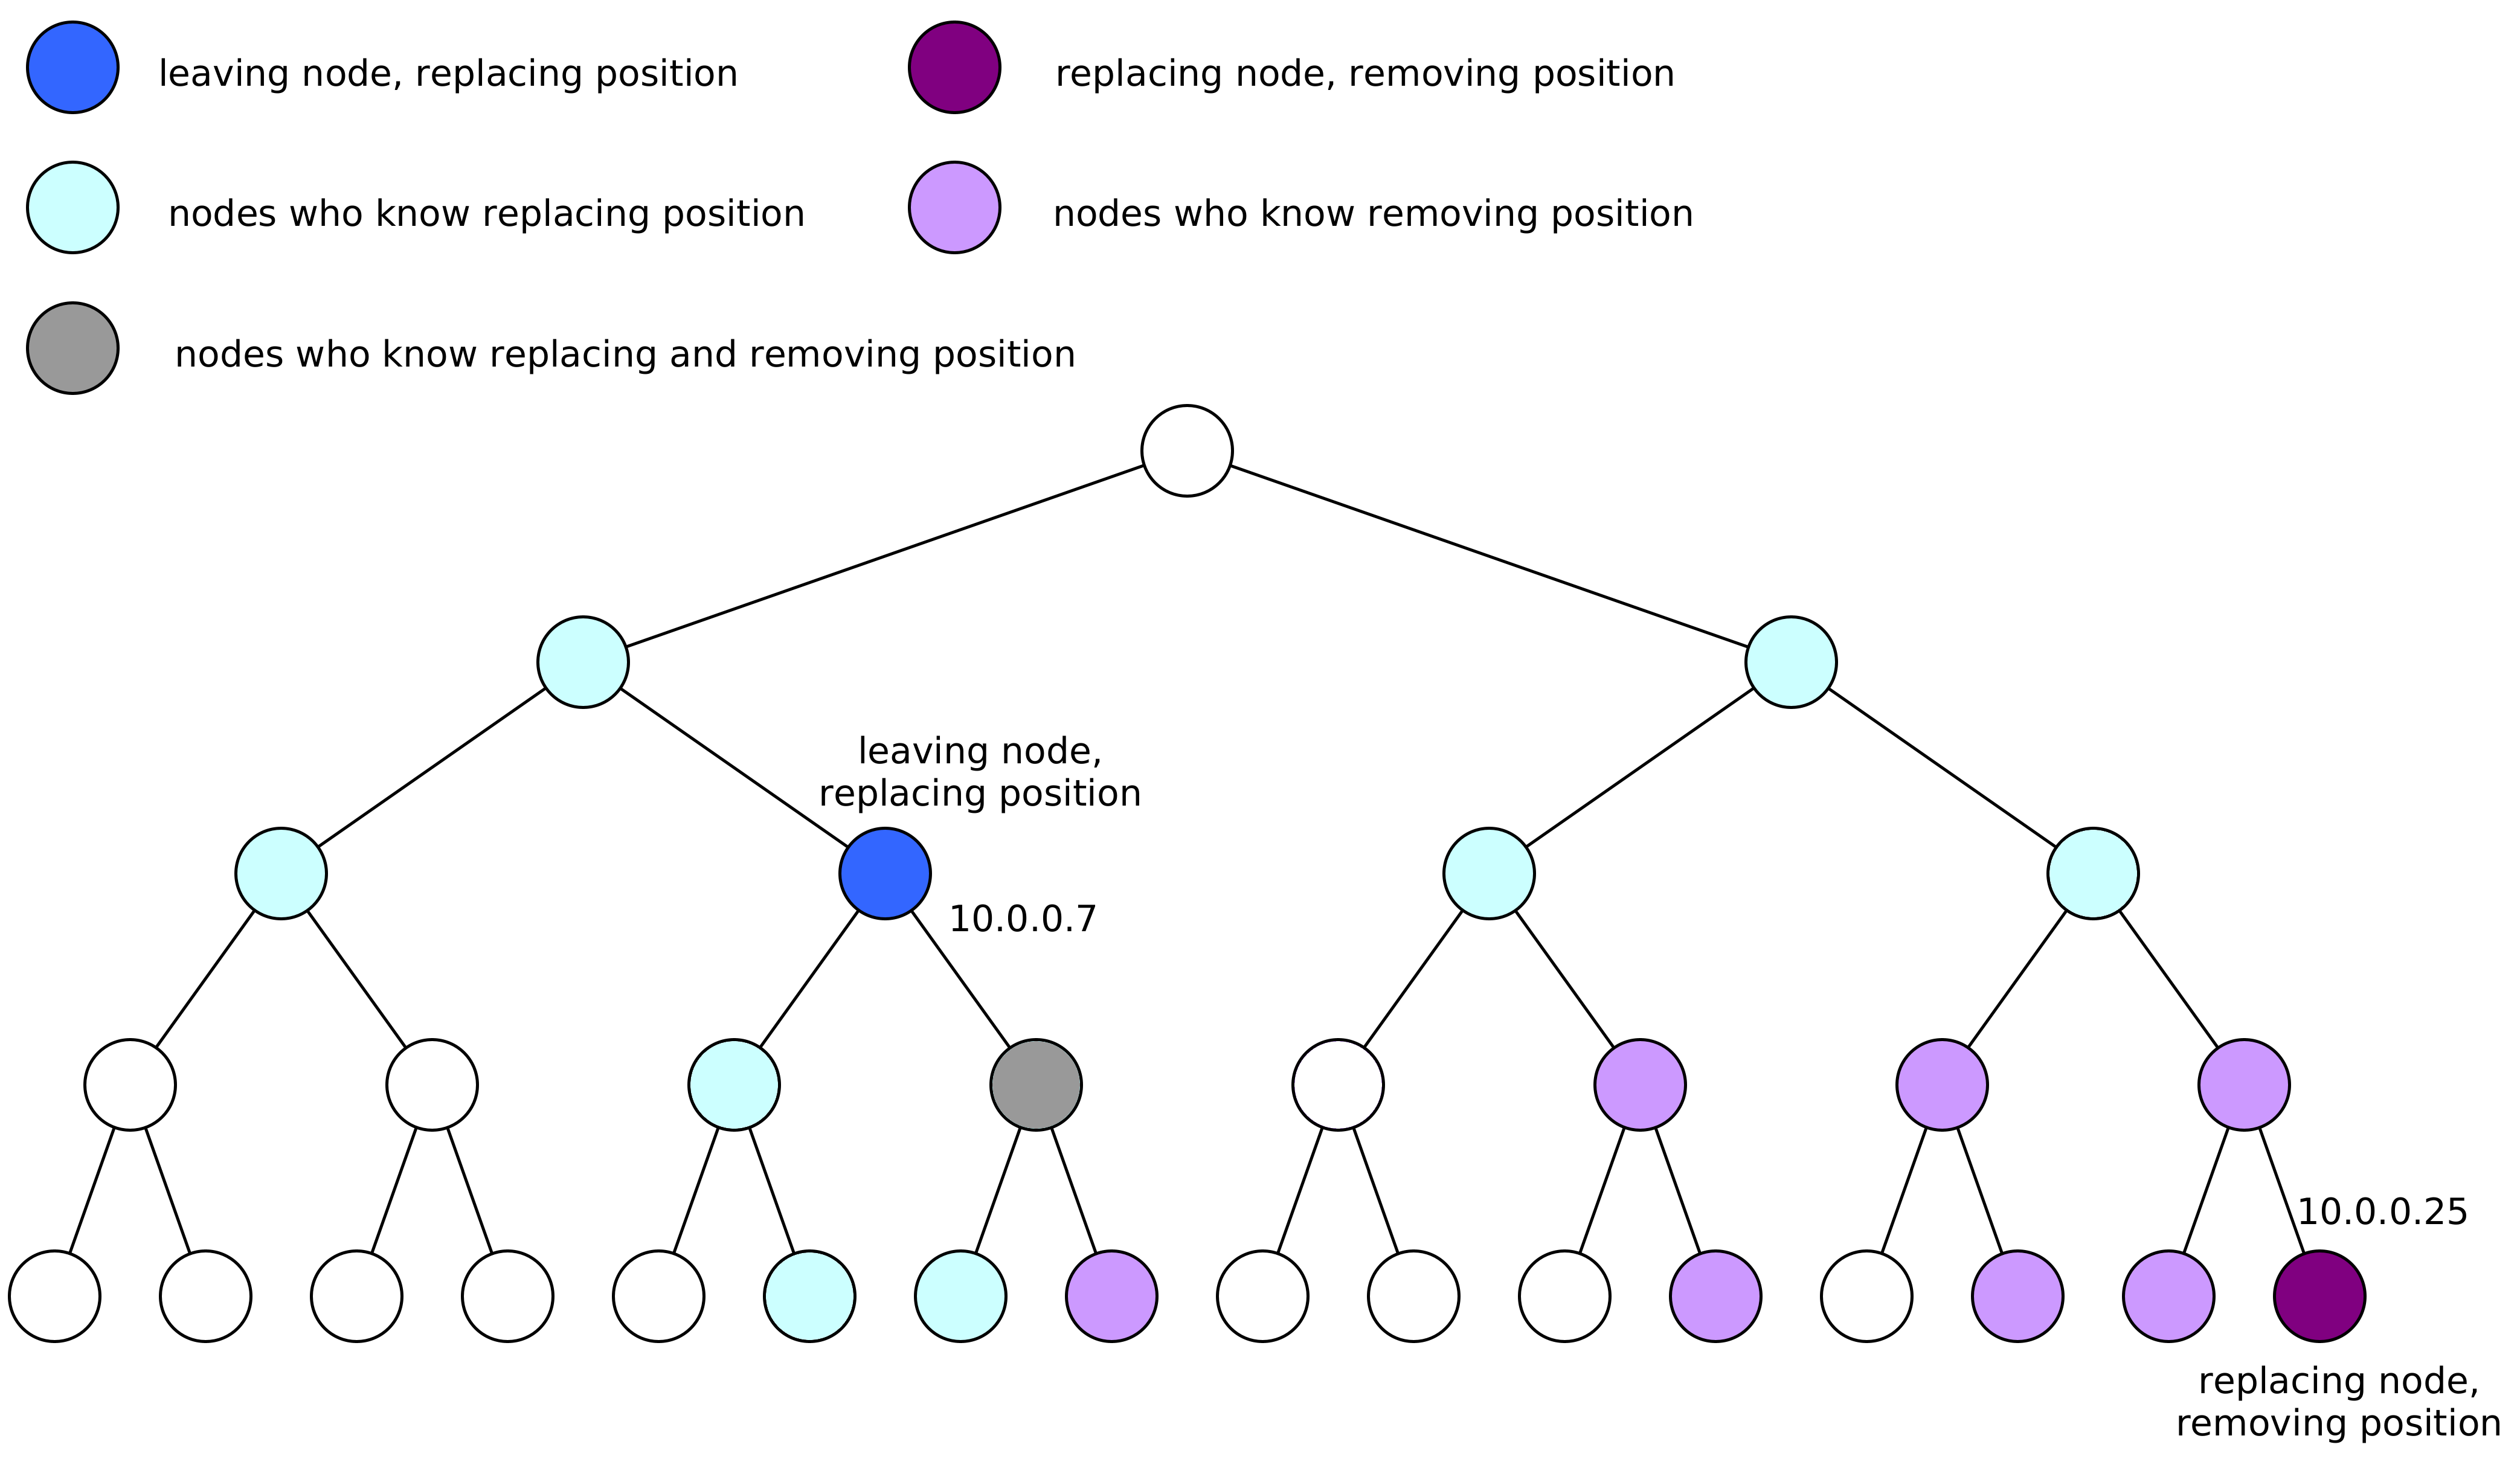 leaving node, replacing position
replacing node, removing position
nodes who know replacing position
nodes who know removing position
nodes who know replacing and removing position
leaving node,
replacing position
10.0.0.7
10.0.0.25
replacing node,
removing position